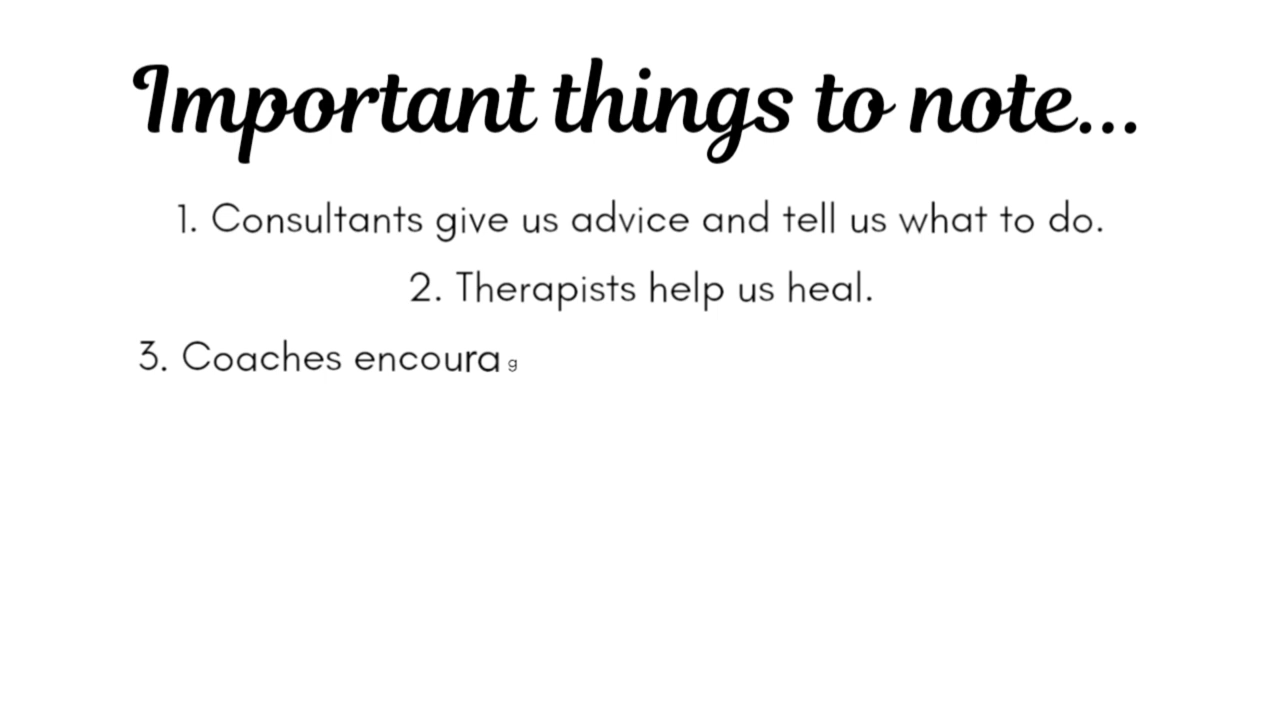 Important things to note...
1. Consultants give us advice and tell us what to do.
2. Therapists help us heal.
3. Coaches encourag